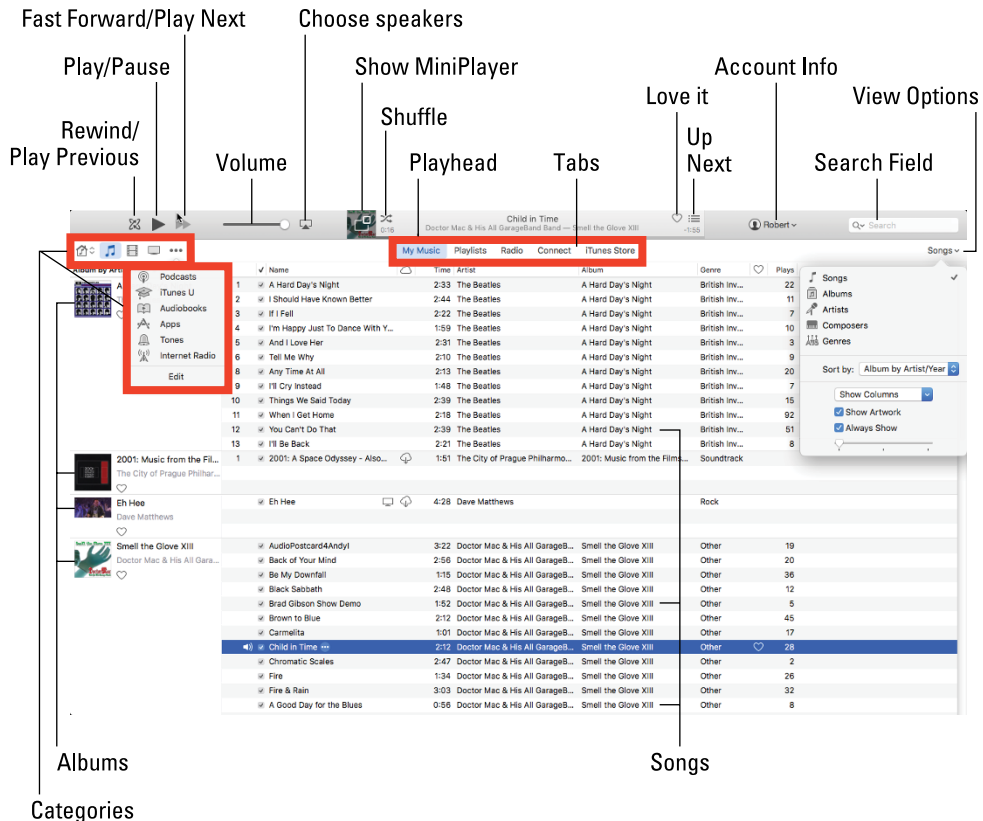 Fast Forward/Play Next
Choose speakers
Play/Pause
Show MiniPlayer
Account Info
Love it
View Options
Shuffle
Rewind/
Play Previous
Volume
Playhead
Tabs
Up
Next
Search Field
Child in Time
0:16
Doctor Mac & His All GarageBand Band — Smell the Glove XIII
-1:55
Robert
Search
My Music Playlists Radio Connect iTunes Store
Songs
Album by Arti
✓ Name Time Artist Album Genre Plays
Podcasts
iTunes U
Audiobooks
Apps
Tones
Internet Radio
Edit
1 A Hard Day's Night 2:33 The Beatles A Hard Day's Night British Inv... 22
2 I Should Have Known Better 2:44 The Beatles A Hard Day's Night British Inv... 11
3 If I Fell 2:22 The Beatles A Hard Day's Night British Inv... 7
4 I'm Happy Just To Dance With Y... 1:59 The Beatles A Hard Day's Night British Inv... 10
5 And I Love Her 2:31 The Beatles A Hard Day's Night British Inv... 3
6 Tell Me Why 2:10 The Beatles A Hard Day's Night British Inv... 9
8 Any Time At All 2:13 The Beatles A Hard Day's Night British Inv... 20
9 I'll Cry Instead 1:48 The Beatles A Hard Day's Night British Inv... 7
10 Things We Said Today 2:39 The Beatles A Hard Day's Night British Inv... 15
11 When I Get Home 2:18 The Beatles A Hard Day's Night British Inv... 92
12 You Can't Do That 2:39 The Beatles A Hard Day's Night British Inv... 51
13 I'll Be Back 2:21 The Beatles A Hard Day's Night British Inv... 8
Songs
Albums
Artists
Composers
Genres
Sort by: Album by Artist/Year
Show Columns
Show Artwork
Always Show
2001: Music from the Fil...
The City of Prague Philhar...
1 2001: A Space Odyssey - Also... 1:51 The City of Prague Philharmo... 2001: Music from the Films... Soundtrack
Eh Hee
Dave Matthews
Eh Hee 4:28 Dave Matthews Rock
Smell the Glove XIII
Doctor Mac & His All Gara...
AudioPostcard4Andyl 3:22 Doctor Mac & His All GarageB... Smell the Glove XIII Other 19
Back of Your Mind 2:56 Doctor Mac & His All GarageB... Smell the Glove XIII Other 20
Be My Downfall 1:15 Doctor Mac & His All GarageB... Smell the Glove XIII Other 36
Black Sabbath 2:48 Doctor Mac & His All GarageB... Smell the Glove XIII Other 12
Brad Gibson Show Demo 1:52 Doctor Mac & His All GarageB... Smell the Glove XIII Other 5
Brown to Blue 2:12 Doctor Mac & His All GarageB... Smell the Glove XIII Other 45
Carmelita 1:01 Doctor Mac & His All GarageB... Smell the Glove XIII Other 17
Child in Time 2:12 Doctor Mac & His All GarageB... Smell the Glove XIII Other 28
Chromatic Scales 2:47 Doctor Mac & His All GarageB... Smell the Glove XIII Other 2
Fire 1:34 Doctor Mac & His All GarageB... Smell the Glove XIII Other 26
Fire & Rain 3:03 Doctor Mac & His All GarageB... Smell the Glove XIII Other 32
A Good Day for the Blues 0:56 Doctor Mac & His All GarageB... Smell the Glove XIII Other 8
Albums
Songs
Categories